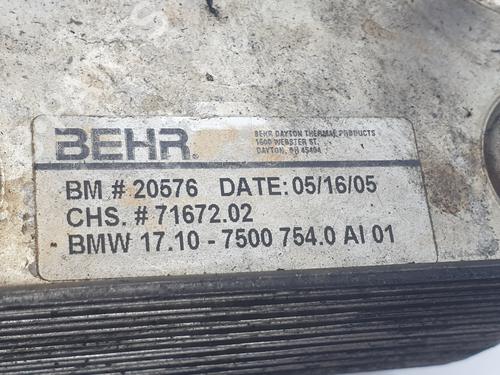 BEHR
BEHR DAYTON THERMAL PRODUCTS
1600 WEBSTER ST.
DAYTON, OH 45404
BM # 20576 DATE: 05/16/05
CHS. # 71672.02
BMW 17.10 - 7500 754.0 AI 01